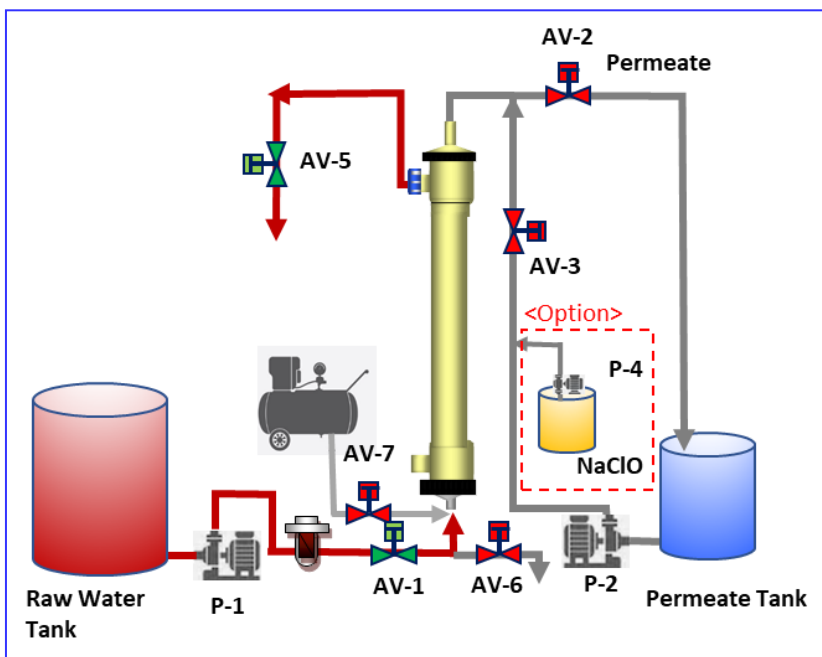 AV-2
Permeate
AV-5
AV-3
<Option>
P-4
NaClO
AV-7
AV-1
AV-6
P-1
P-2
Raw Water
Tank
Permeate Tank